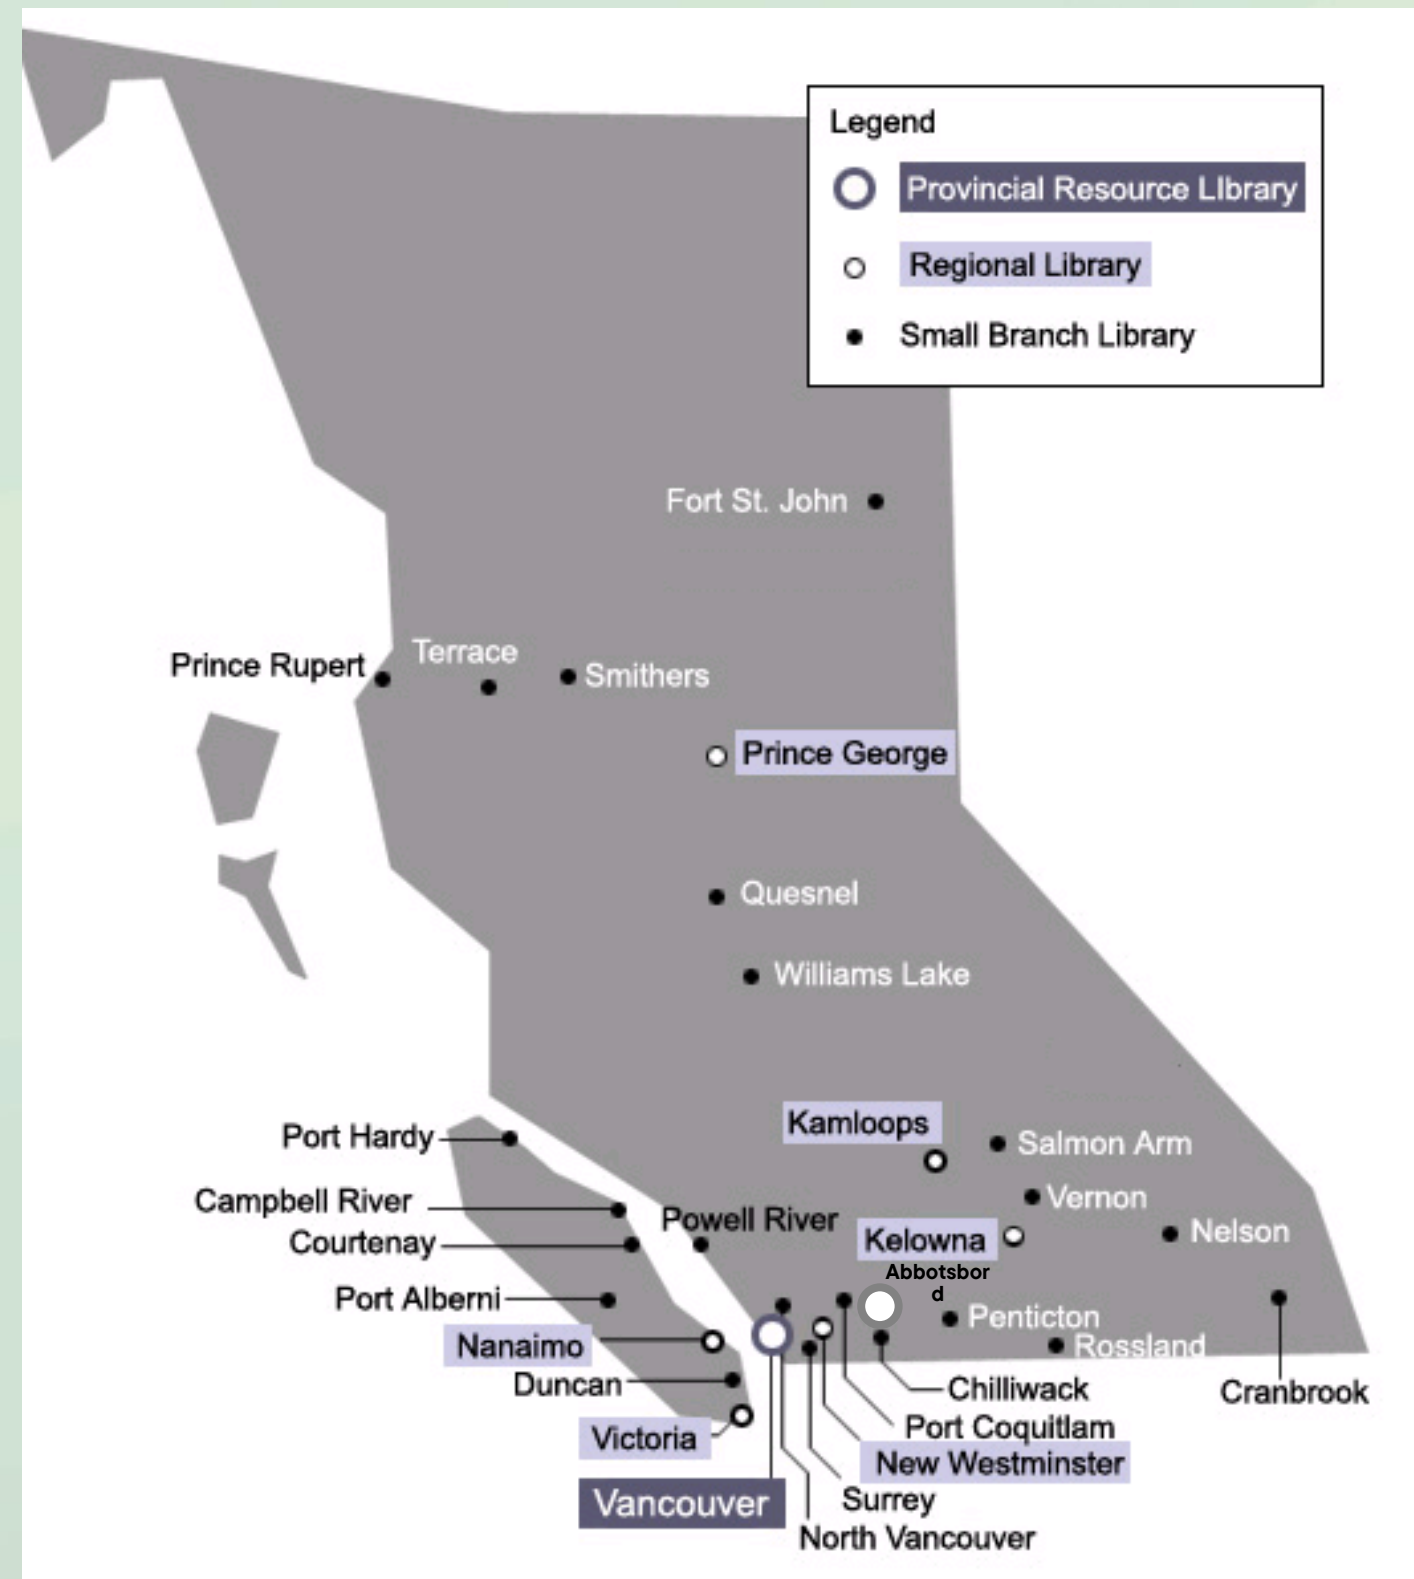 Legend
Provincial Resource LIbrary
Regional Library
Small Branch Library
Fort St. John
Prince Rupert
Terrace
Smithers
Prince George
Quesnel
Williams Lake
Kamloops
Port Hardy
Salmon Arm
Campbell River
Vernon
Powell River
Nelson
Courtenay
Kelowna
Abbotsbor
d
Port Alberni
Penticton
Nanaimo
Rossland
Duncan
Chilliwack
Cranbrook
Port Coquitlam
Victoria
New Westminster
Vancouver
Surrey
North Vancouver